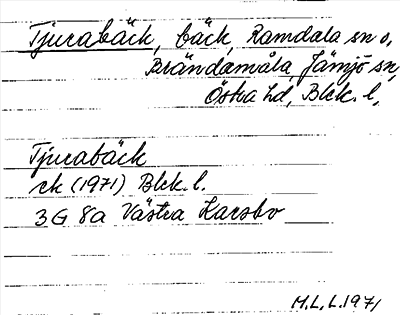 Tjurabäck, bäck, Ramdala sn o,
Brändamåla, Jämjö sn,
Östra hd, Blek. l,
Tjurabäck
ek (1971) Blek. l.
3G 8a Västra Karsbo
M.L.L. 1971